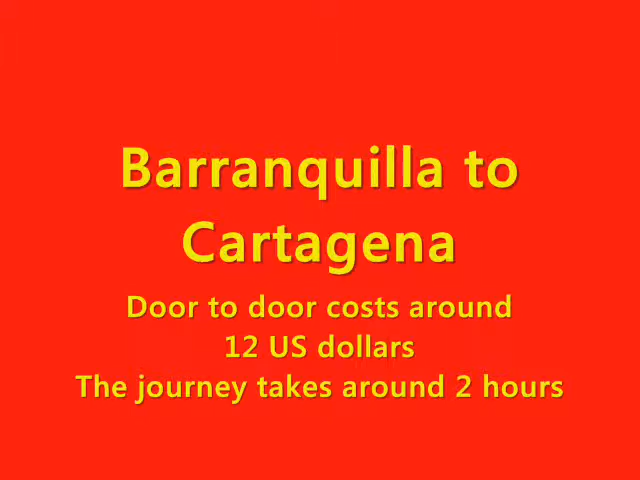 Barranquilla to
Cartagena
Door to door costs around
12 US dollars
The journey takes around 2 hours